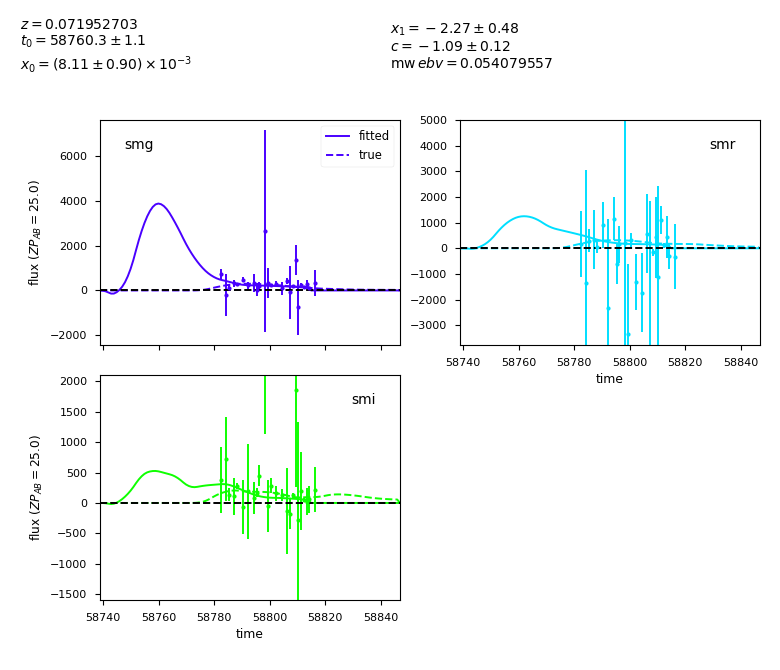 z = 0.071952703
t₀ = 58760.3 ± 1.1
x₀ = (8.11 ± 0.90) × 10⁻³
x₁ = −2.27 ± 0.48
c = −1.09 ± 0.12
mw ebv = 0.054079557
smg
fitted
true
6000
4000
2000
0
−2000
flux (ZP_AB = 25.0)
smr
5000
4000
3000
2000
1000
0
−1000
−2000
−3000
58740 58760 58780 58800 58820 58840
time
smi
2000
1500
1000
500
0
−500
−1000
−1500
flux (ZP_AB = 25.0)
58740 58760 58780 58800 58820 58840
time